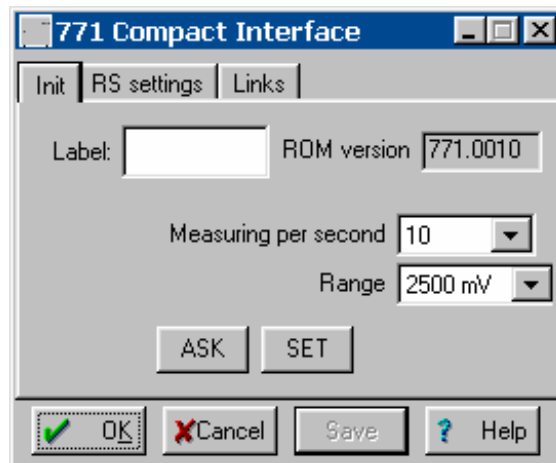 771 Compact Interface
Init RS settings Links
Label: ROM version 771.0010
Measuring per second 10
Range 2500 mV
ASK SET
OK Cancel Save ? Help